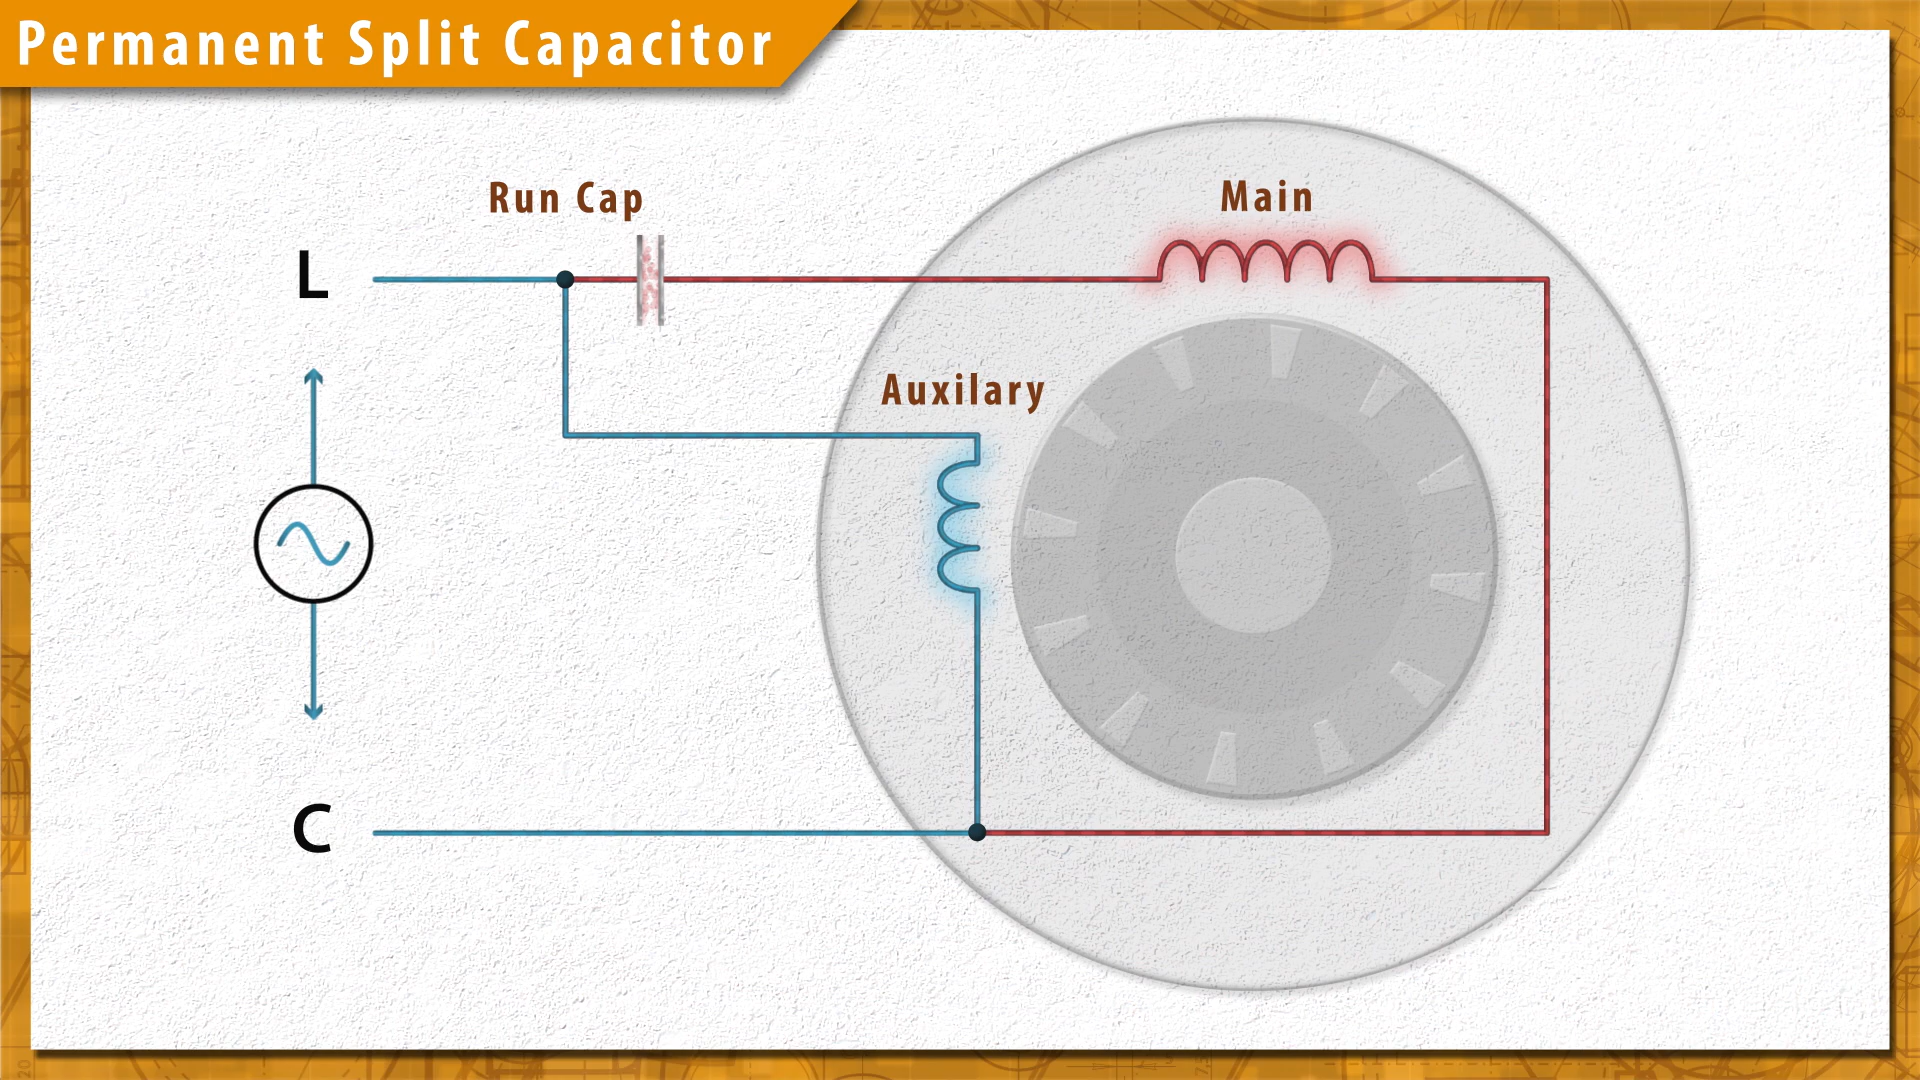 Permanent Split Capacitor
Run Cap
Main
L
Auxilary
C